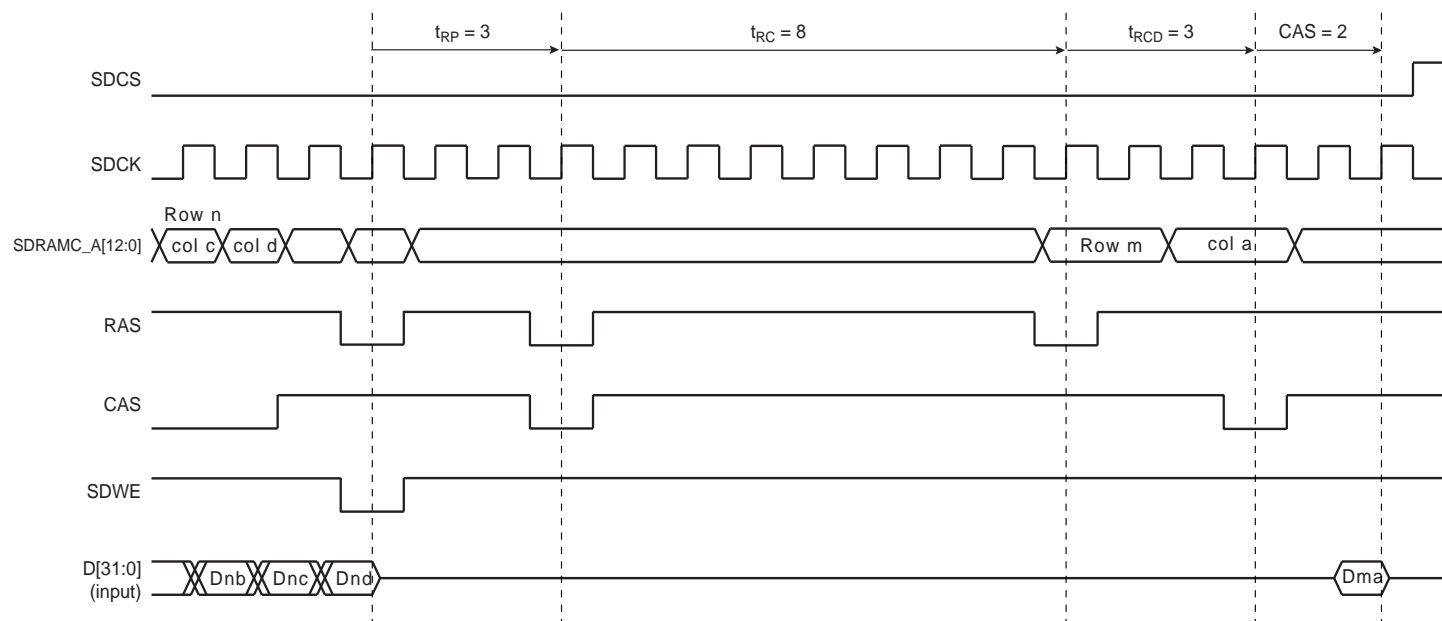 tRP = 3
tRC = 8
tRCD = 3
CAS = 2
SDCS
SDCK
Row n
SDRAMC_A[12:0]
col c
col d
Row m
col a
RAS
CAS
SDWE
D[31:0]
(input)
Dnb
Dnc
Dnd
Dma